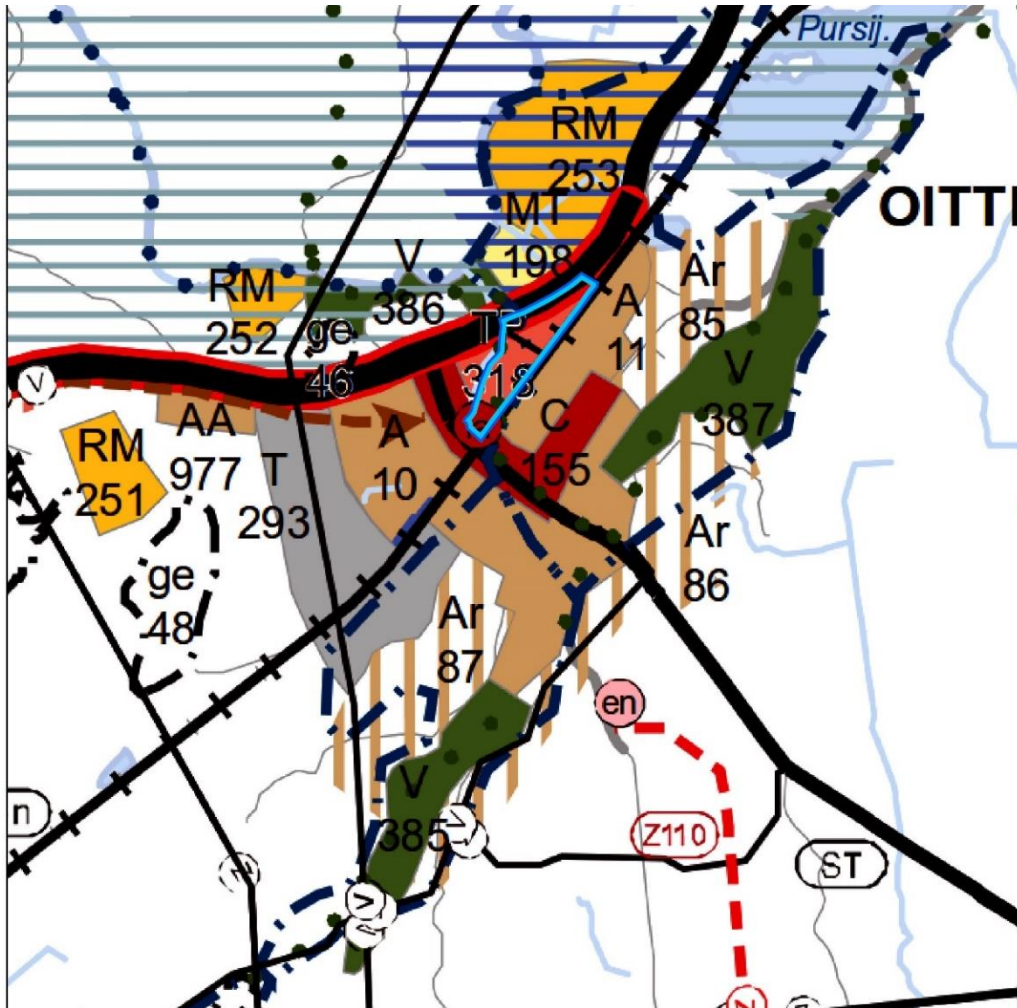 Pursij.
RM
253
OITTI
MT
198
V
386
RM
252
ge
46
Ar
85
A
11
TP
318
V
387
V
AA
977
RM
251
A
10
C
155
T
293
ge
48
Ar
86
Ar
87
en
V
385
n
Z110
ST
V
V
Z
Z